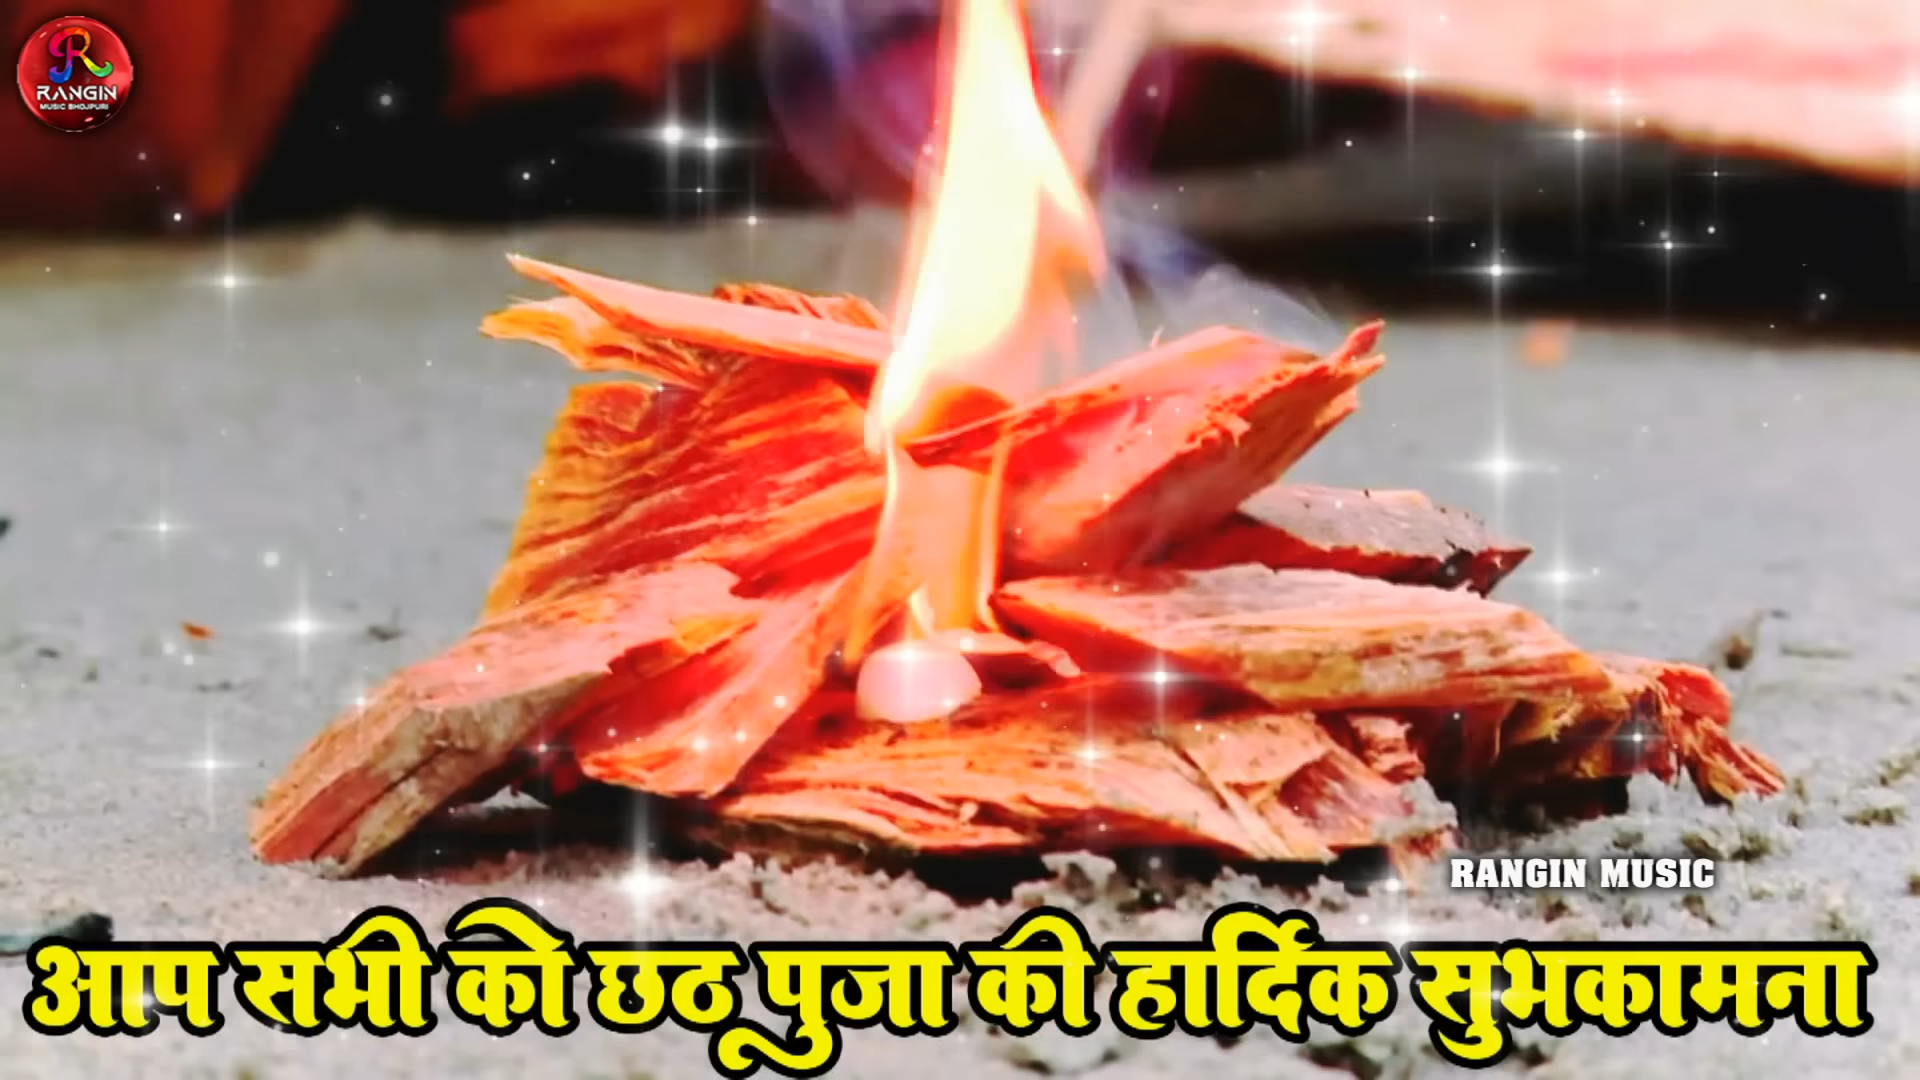 R
RANGIN
MUSIC BHOJPURI
RANGIN MUSIC
आप सभी को छठू पुजा की हार्दिक सुभकामना